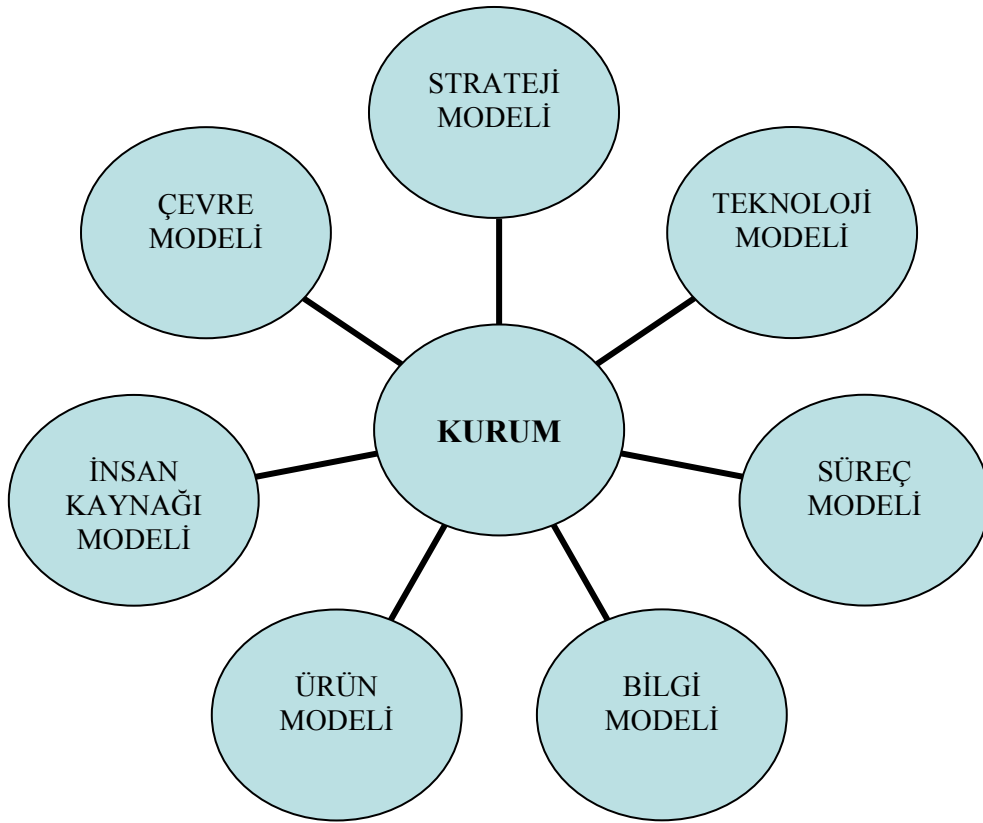 STRATEJİ
MODELİ
ÇEVRE
MODELİ
TEKNOLOJİ
MODELİ
KURUM
İNSAN
KAYNAĞI
MODELİ
SÜREÇ
MODELİ
ÜRÜN
MODELİ
BİLGİ
MODELİ